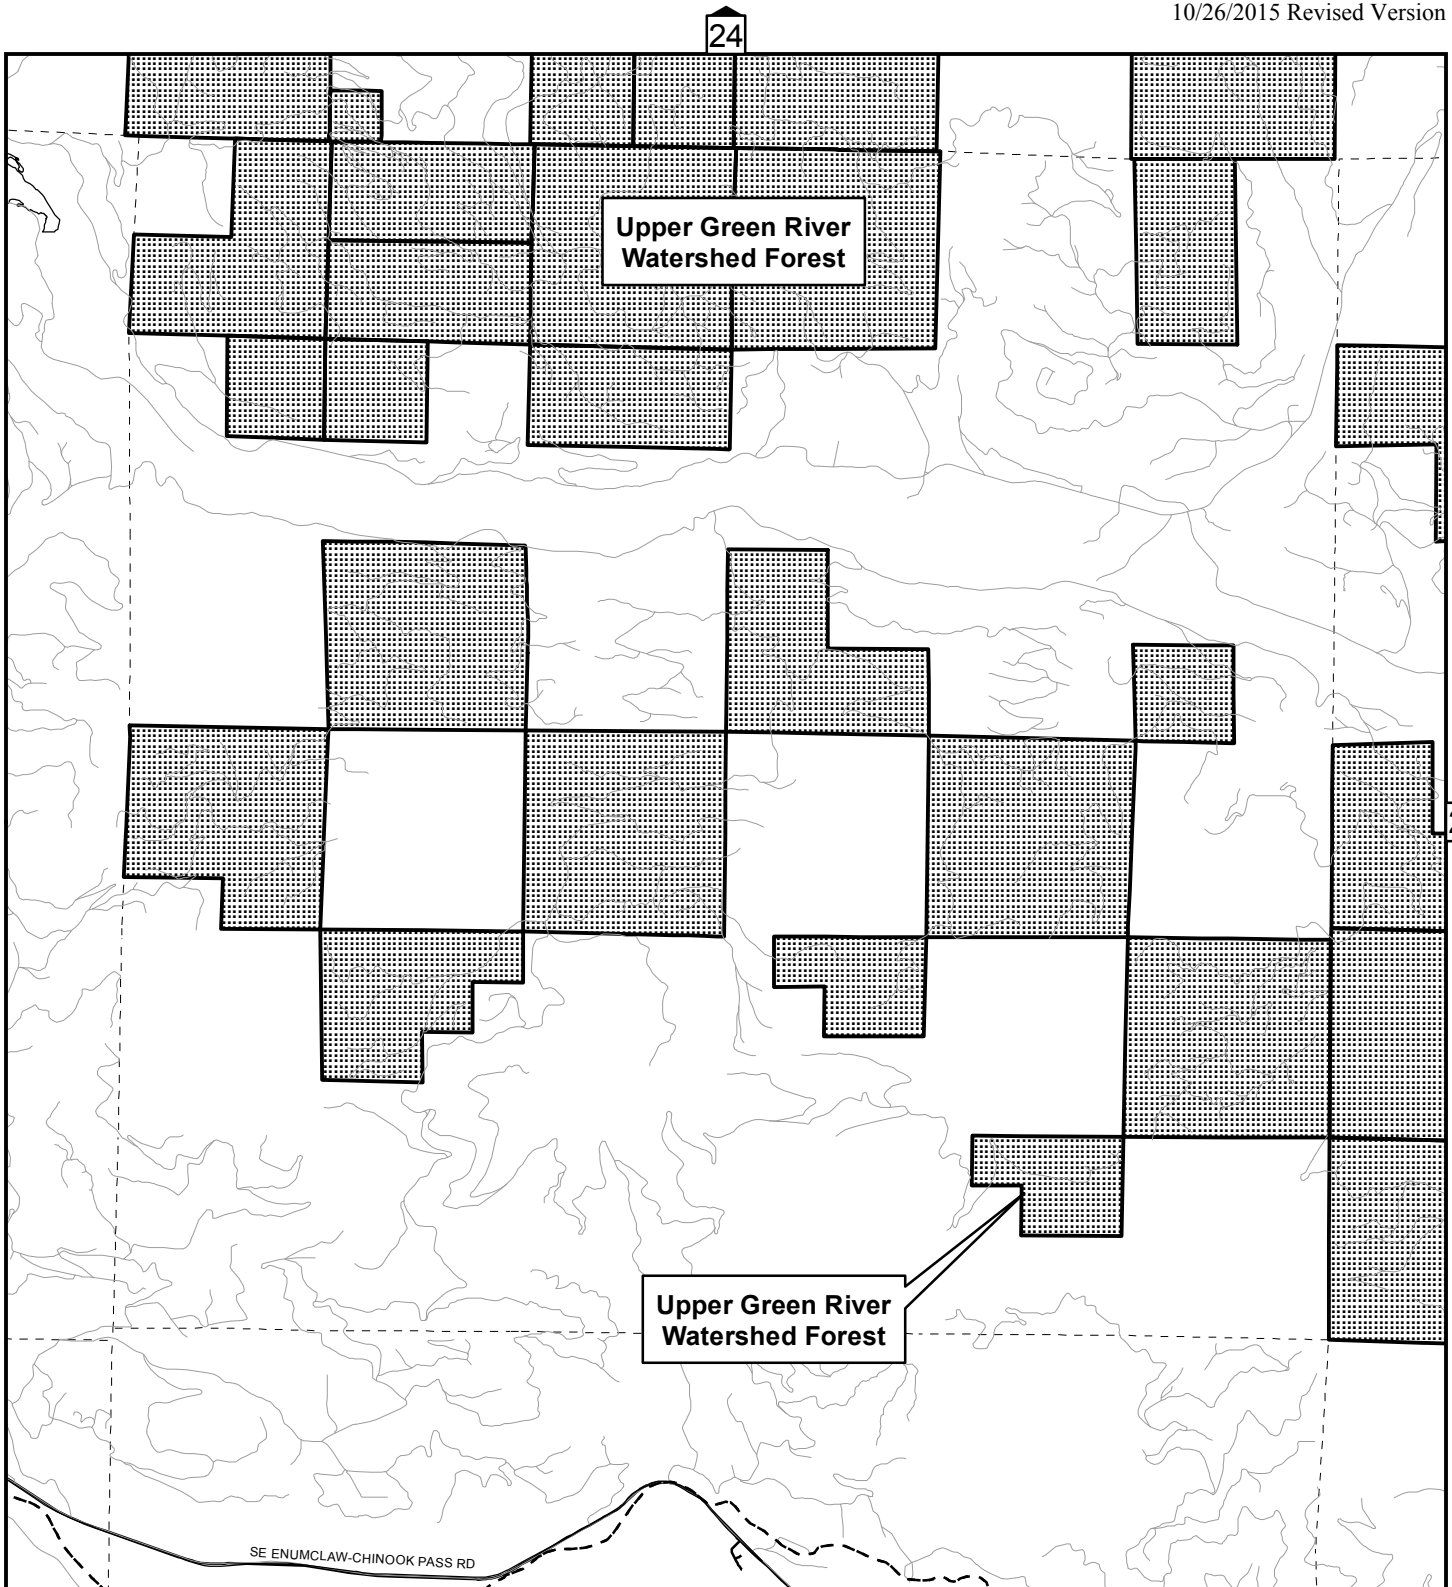 10/26/2015 Revised Version
24
Upper Green River
Watershed Forest
Upper Green River
Watershed Forest
SE ENUMCLAW-CHINOOK PASS RD